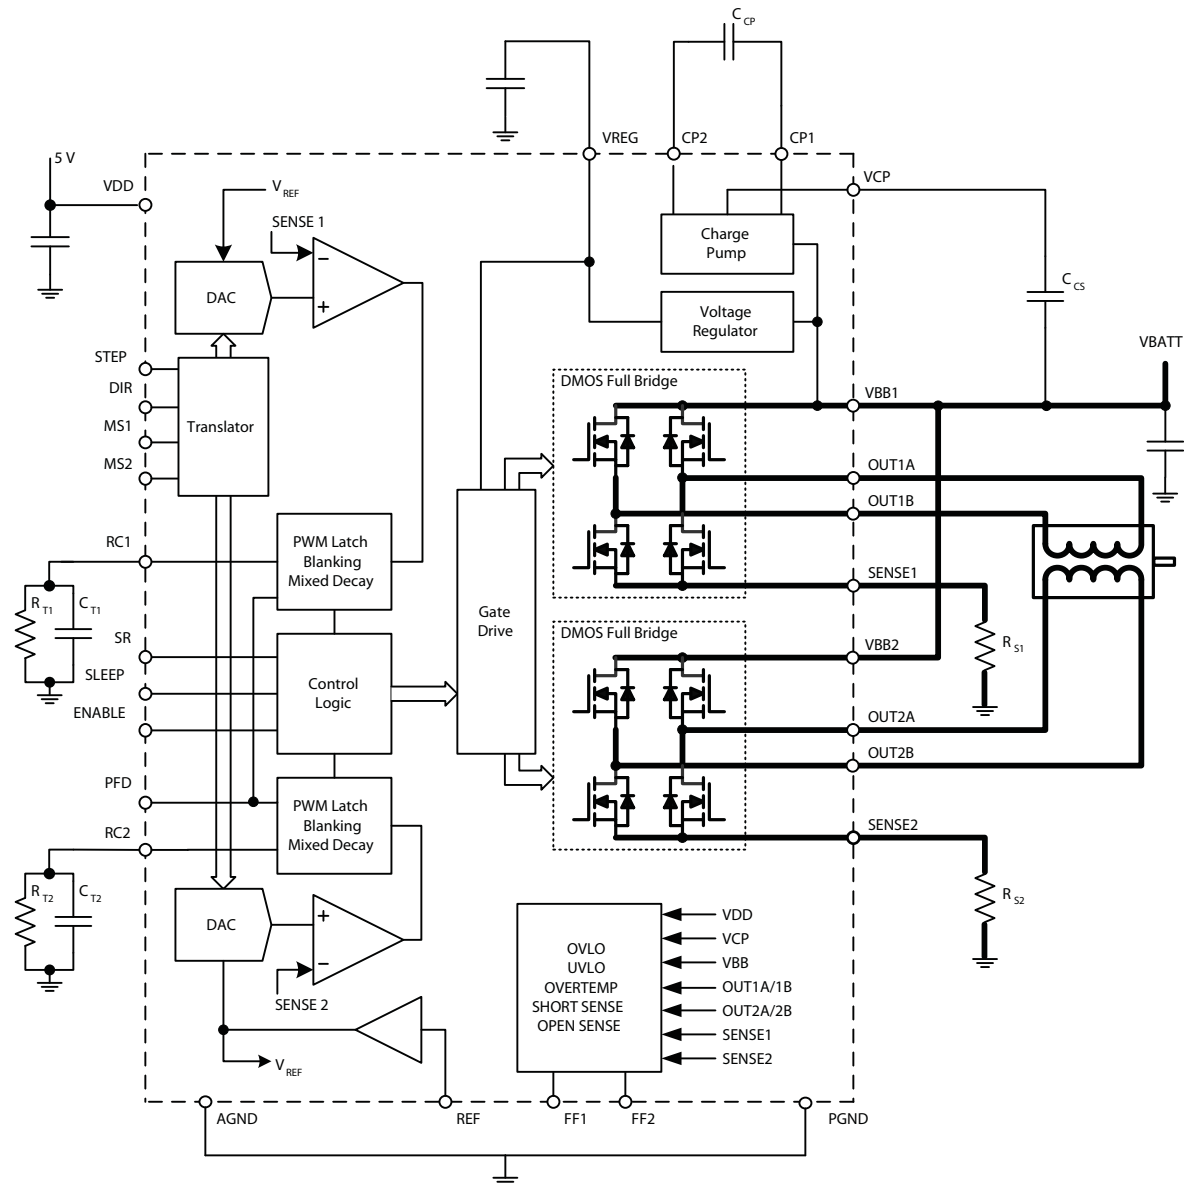 C CP
VREG
CP2
CP1
5 V
VDD
VCP
V REF
SENSE 1
Charge
Pump
DAC
C CS
Voltage
Regulator
VBATT
STEP
DIR
MS1
MS2
Translator
DMOS Full Bridge
VBB1
OUT1A
OUT1B
RC1
PWM Latch
Blanking
Mixed Decay
SENSE1
R T1
C T1
Gate
Drive
DMOS Full Bridge
R S1
SR
SLEEP
ENABLE
Control
Logic
VBB2
OUT2A
OUT2B
PFD
RC2
PWM Latch
Blanking
Mixed Decay
SENSE2
R T2
C T2
R S2
DAC
SENSE 2
OVLO
UVLO
OVERTEMP
SHORT SENSE
OPEN SENSE
VDD
VCP
VBB
OUT1A/1B
OUT2A/2B
SENSE1
SENSE2
V REF
AGND
REF
FF1
FF2
PGND